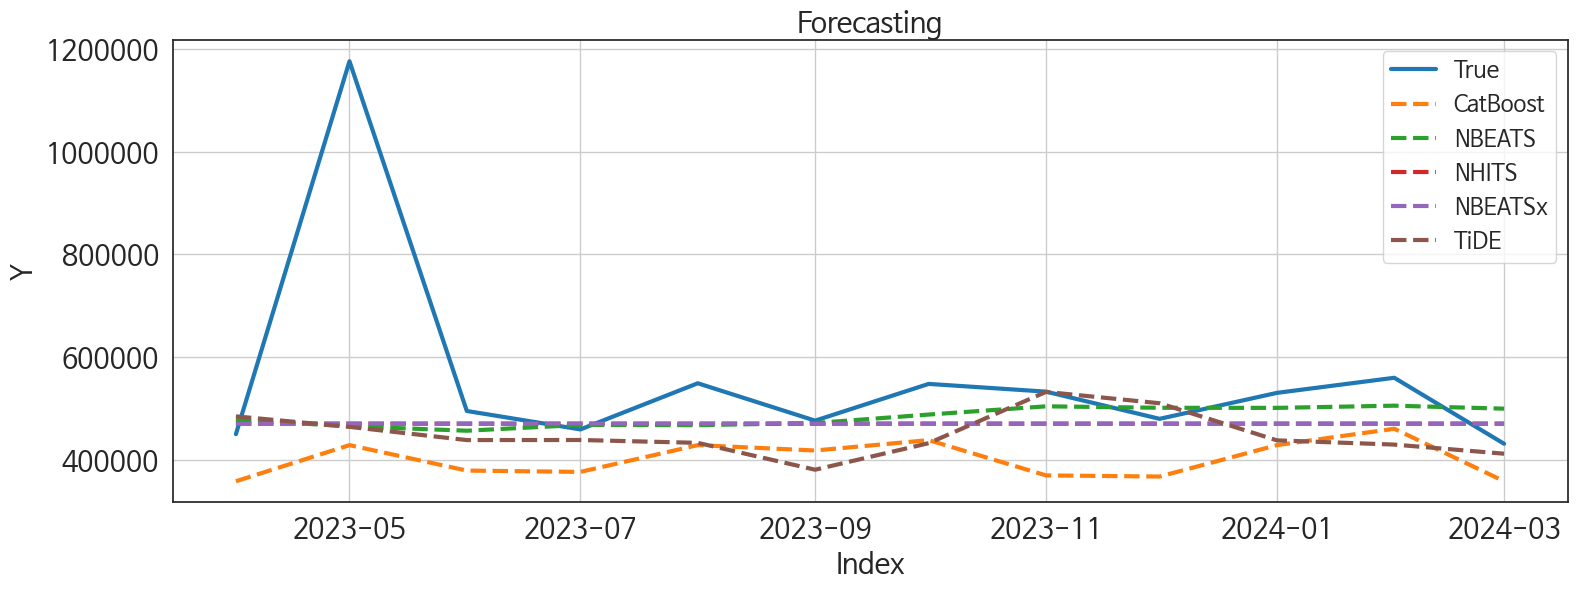 Forecasting
1200000
1000000
800000
600000
400000
Y
True
CatBoost
NBEATS
NHITS
NBEATSx
TiDE
2023-05
2023-07
2023-09
2023-11
2024-01
2024-03
Index